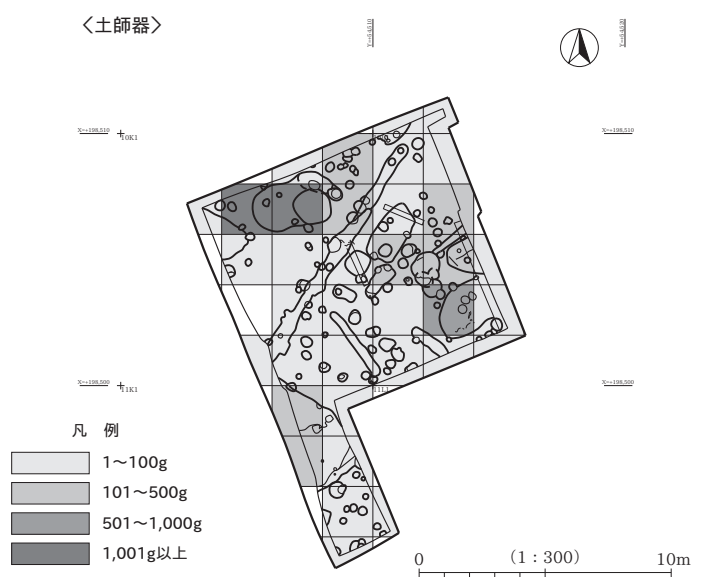 〈土師器〉
X=+198,510
10K1
X=+198,510
X=+198,500
11K1
11L1
X=+198,500
凡 例
1～100g
101～500g
501～1,000g
1,001g以上
0 （1：300） 10m